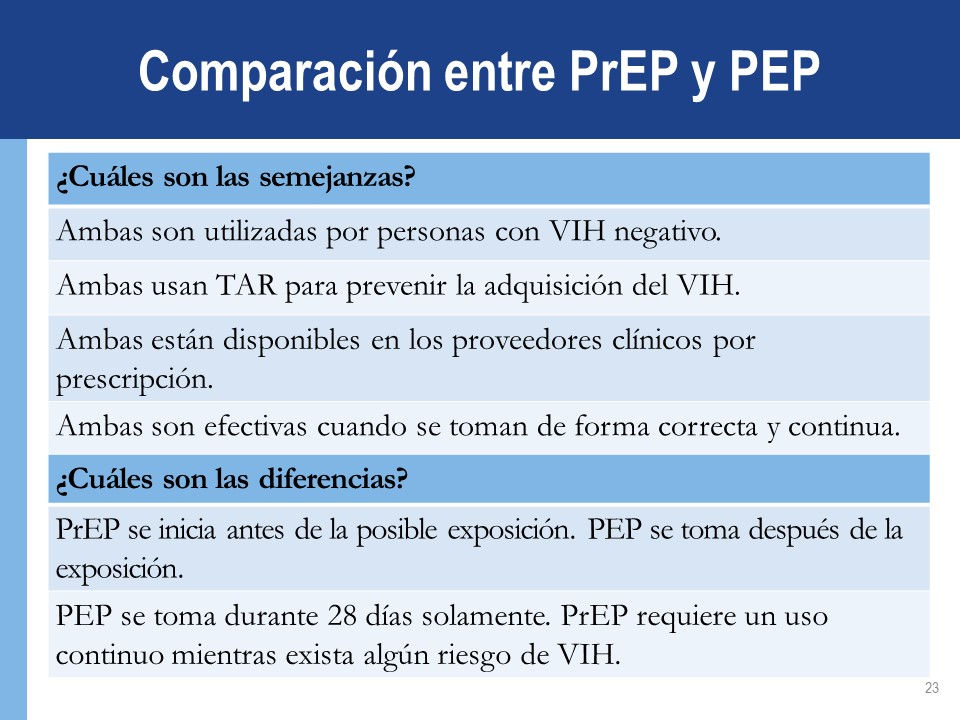 Comparación entre PrEP y PEP
¿Cuáles son las semejanzas?
Ambas son utilizadas por personas con VIH negativo.
Ambas usan TAR para prevenir la adquisición del VIH.
Ambas están disponibles en los proveedores clínicos por
prescripción.
Ambas son efectivas cuando se toman de forma correcta y continua.
¿Cuáles son las diferencias?
PrEP se inicia antes de la posible exposición. PEP se toma después de la
exposición.
PEP se toma durante 28 días solamente. PrEP requiere un uso
continuo mientras exista algún riesgo de VIH.
23